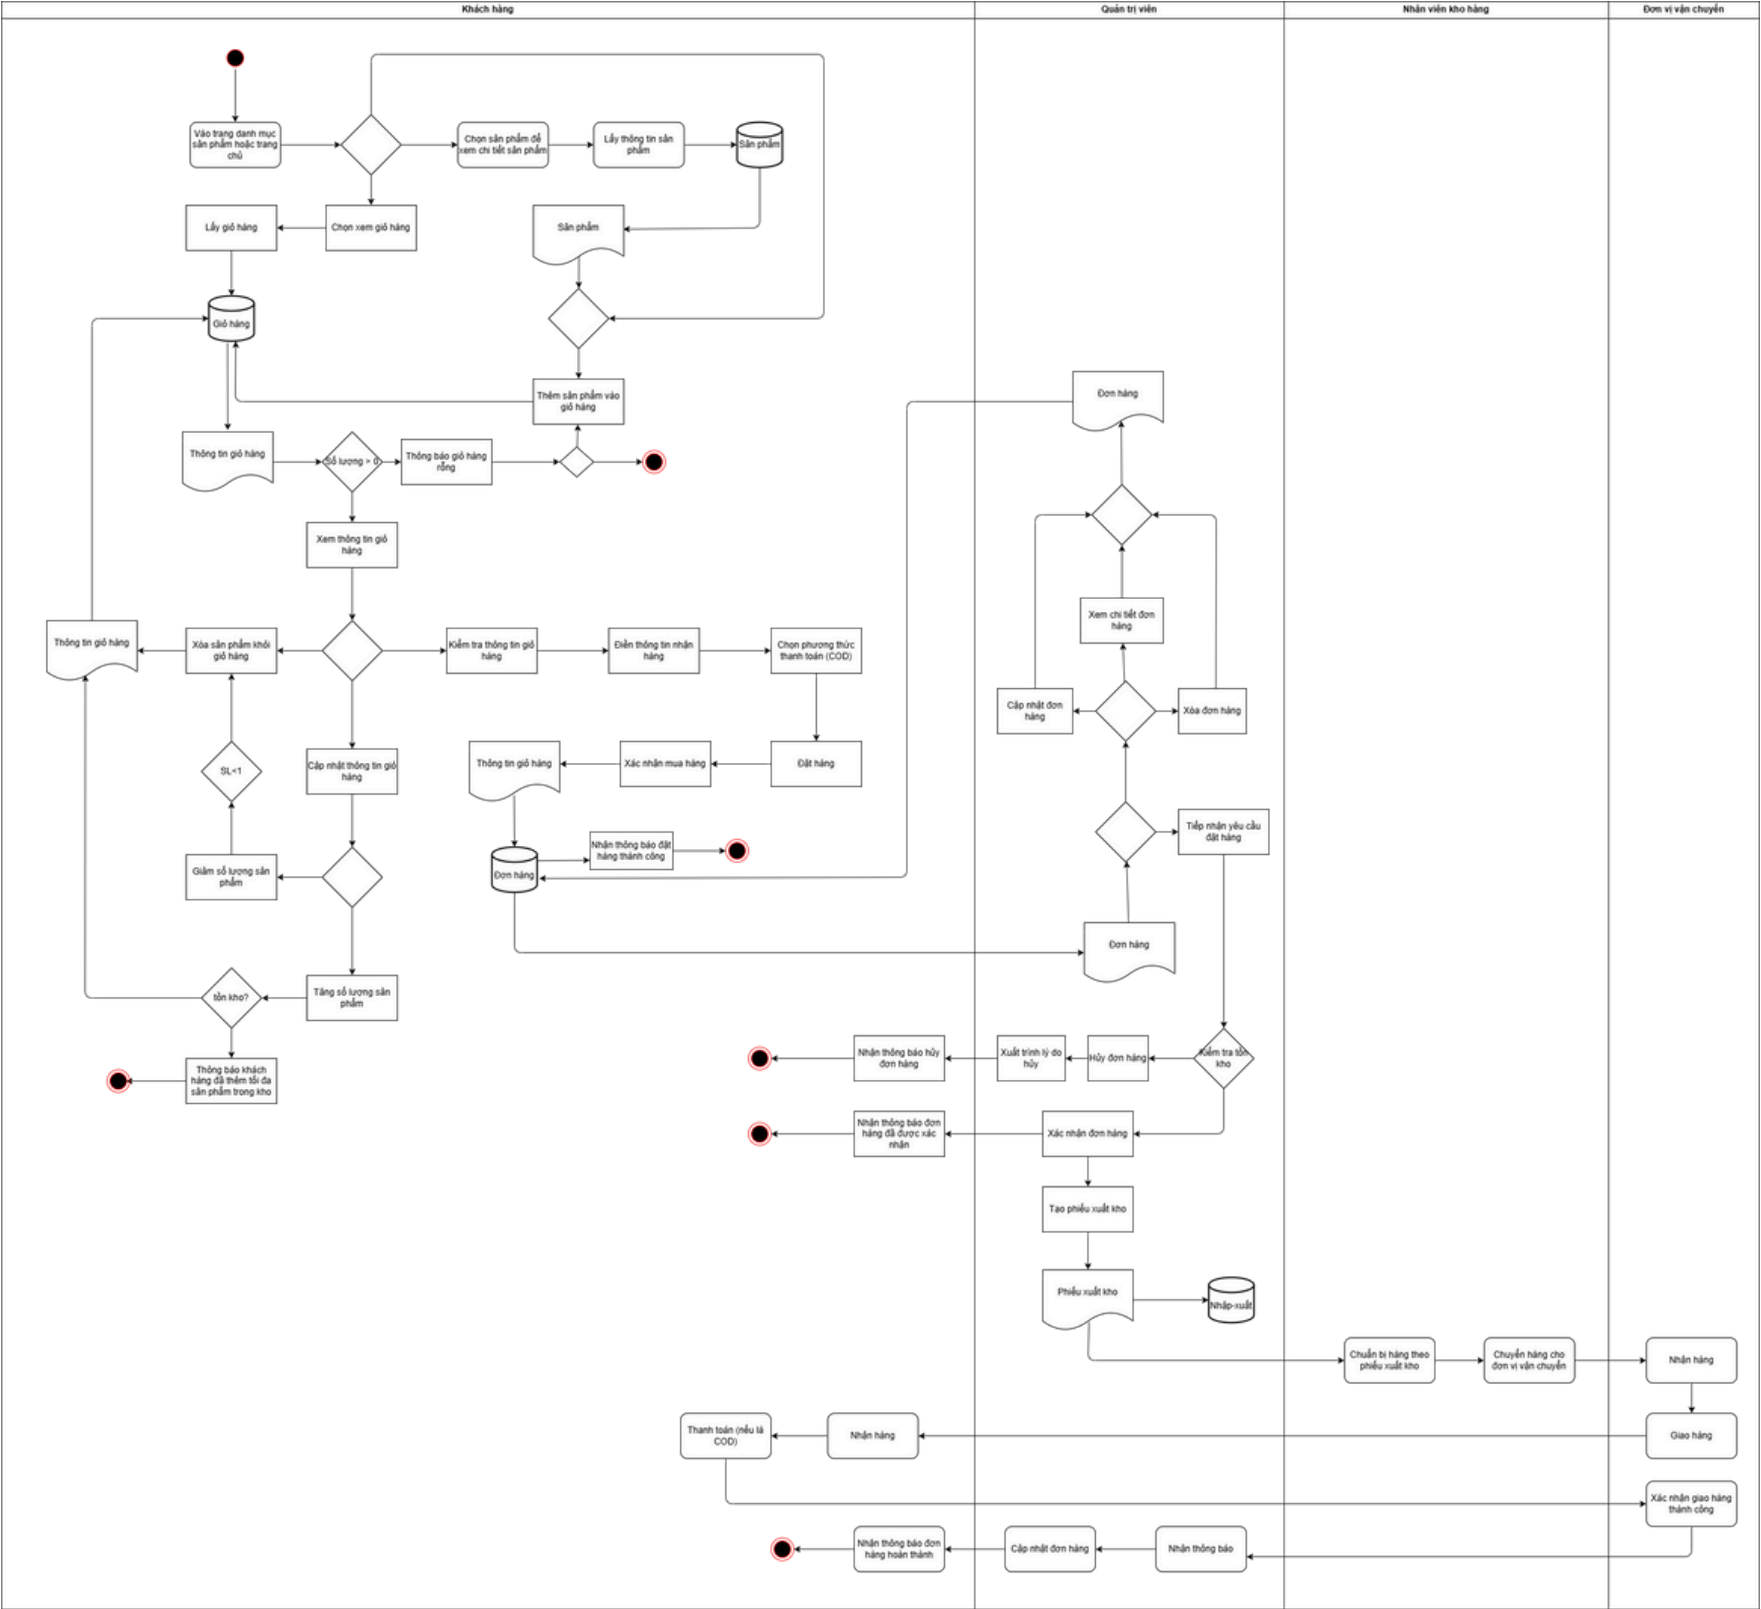 Khách hàng
Quản trị viên
Nhân viên kho hàng
Đơn vị vận chuyển
Vào trang danh mục
sản phẩm hoặc trang
chủ
Chọn sản phẩm để
xem chi tiết sản phẩm
Lấy thông tin sản
phẩm
Sản phẩm
Lấy giỏ hàng
Chọn xem giỏ hàng
Sản phẩm
Giỏ hàng
Thêm sản phẩm vào
giỏ hàng
Đơn hàng
Thông tin giỏ hàng
Số lượng > 0
Thông báo giỏ hàng
rỗng
Xem thông tin giỏ
hàng
Xem chi tiết đơn
hàng
Thông tin giỏ hàng
Xóa sản phẩm khỏi
giỏ hàng
Kiểm tra thông tin giỏ
hàng
Điền thông tin nhận
hàng
Chọn phương thức
thanh toán (COD)
Cập nhật đơn
hàng
Xóa đơn hàng
SL<1
Cập nhật thông tin giỏ
hàng
Thông tin giỏ hàng
Xác nhận mua hàng
Đặt hàng
Tiếp nhận yêu cầu
đặt hàng
Giảm số lượng sản
phẩm
Đơn hàng
Nhận thông báo đặt
hàng thành công
Đơn hàng
tồn kho?
Tăng số lượng sản
phẩm
Thông báo khách
hàng đã thêm tối đa
sản phẩm trong kho
Nhận thông báo hủy
đơn hàng
Xuất trình lý do
hủy
Hủy đơn hàng
Kiểm tra tồn
kho
Nhận thông báo đơn
hàng đã được xác
nhận
Xác nhận đơn hàng
Tạo phiếu xuất kho
Phiếu xuất kho
Nhập-xuất
Chuẩn bị hàng theo
phiếu xuất kho
Chuyển hàng cho
đơn vị vận chuyển
Nhận hàng
Thanh toán (nếu là
COD)
Nhận hàng
Giao hàng
Xác nhận giao hàng
thành công
Nhận thông báo đơn
hàng hoàn thành
Cập nhật đơn hàng
Nhận thông báo